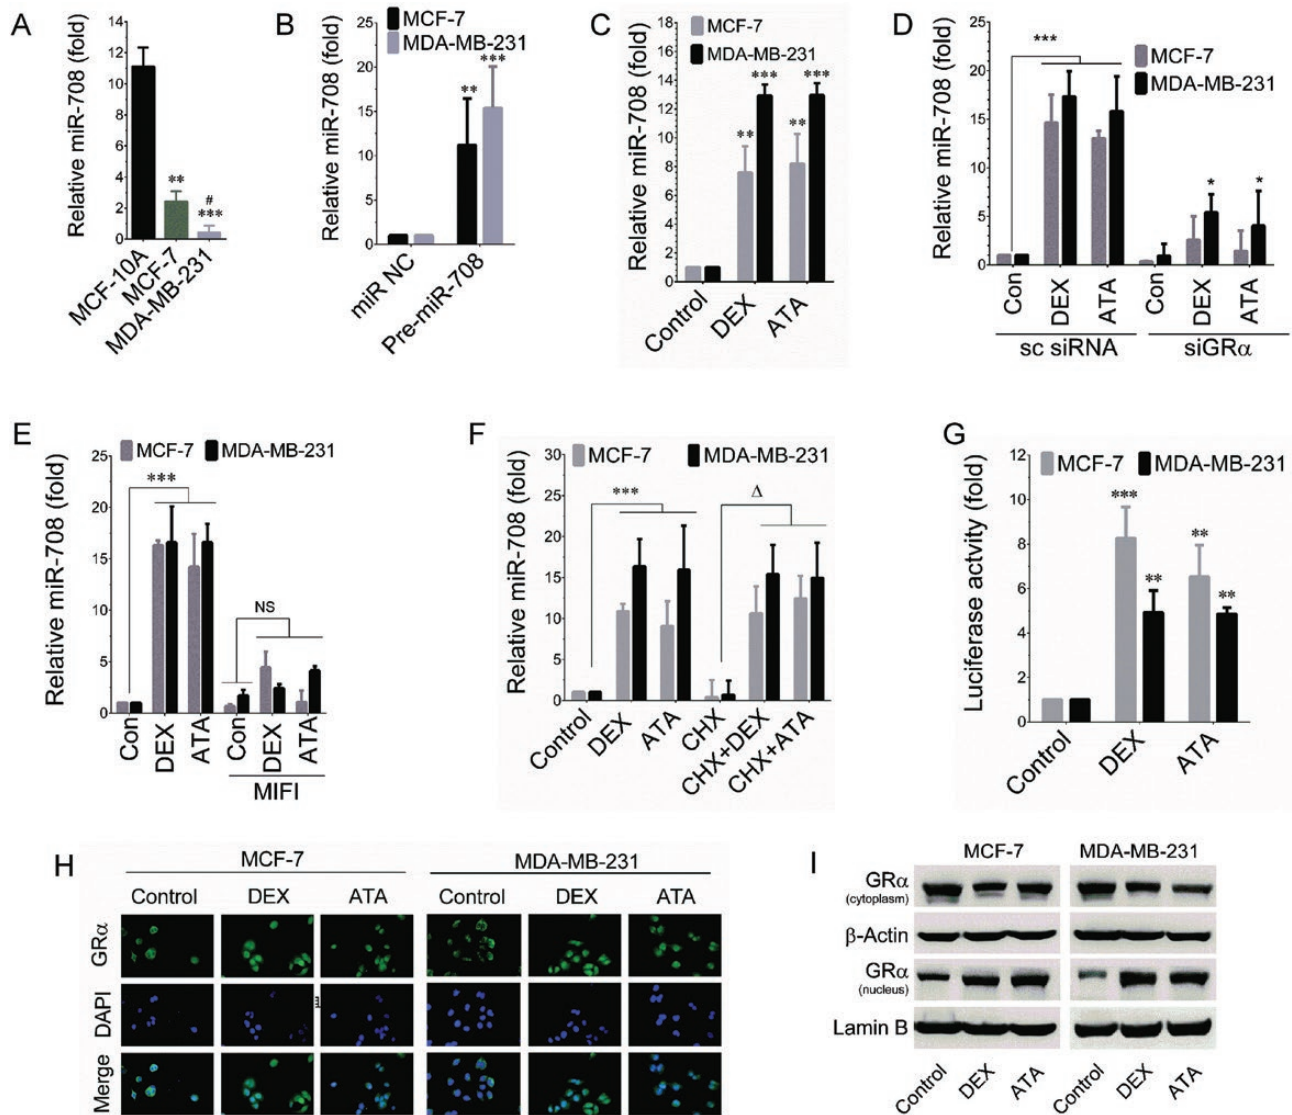 A
Relative miR-708 (fold)
14
12
10
8
6
4
2
0
**
#
***
MCF-10A
MCF-7
MDA-MB-231
B
MCF-7
MDA-MB-231
Relative miR-708 (fold)
25
20
15
10
5
0
**
***
miR NC
Pre-miR-708
C
MCF-7
MDA-MB-231
Relative miR-708 (fold)
18
16
14
12
10
8
6
4
2
0
**
***
**
***
Control
DEX
ATA
D
MCF-7
MDA-MB-231
Relative miR-708 (fold)
25
20
15
10
5
0
***
*
*
Con
DEX
ATA
Con
DEX
ATA
sc siRNA
siGRα
E
MCF-7
MDA-MB-231
Relative miR-708 (fold)
25
20
15
10
5
0
***
NS
Con
DEX
ATA
Con
DEX
ATA
MIFI
F
MCF-7
MDA-MB-231
Relative miR-708 (fold)
30
25
20
15
10
5
0
***
Δ
Control
DEX
ATA
CHX
CHX+DEX
CHX+ATA
G
MCF-7
MDA-MB-231
Luciferase actvity (fold)
12
10
8
6
4
2
0
***
**
**
**
Control
DEX
ATA
H
MCF-7
MDA-MB-231
Control
DEX
ATA
Control
DEX
ATA
GRα
DAPI
Merge
I
MCF-7
MDA-MB-231
GRα
(cytoplasm)
β-Actin
GRα
(nucleus)
Lamin B
Control
DEX
ATA
Control
DEX
ATA